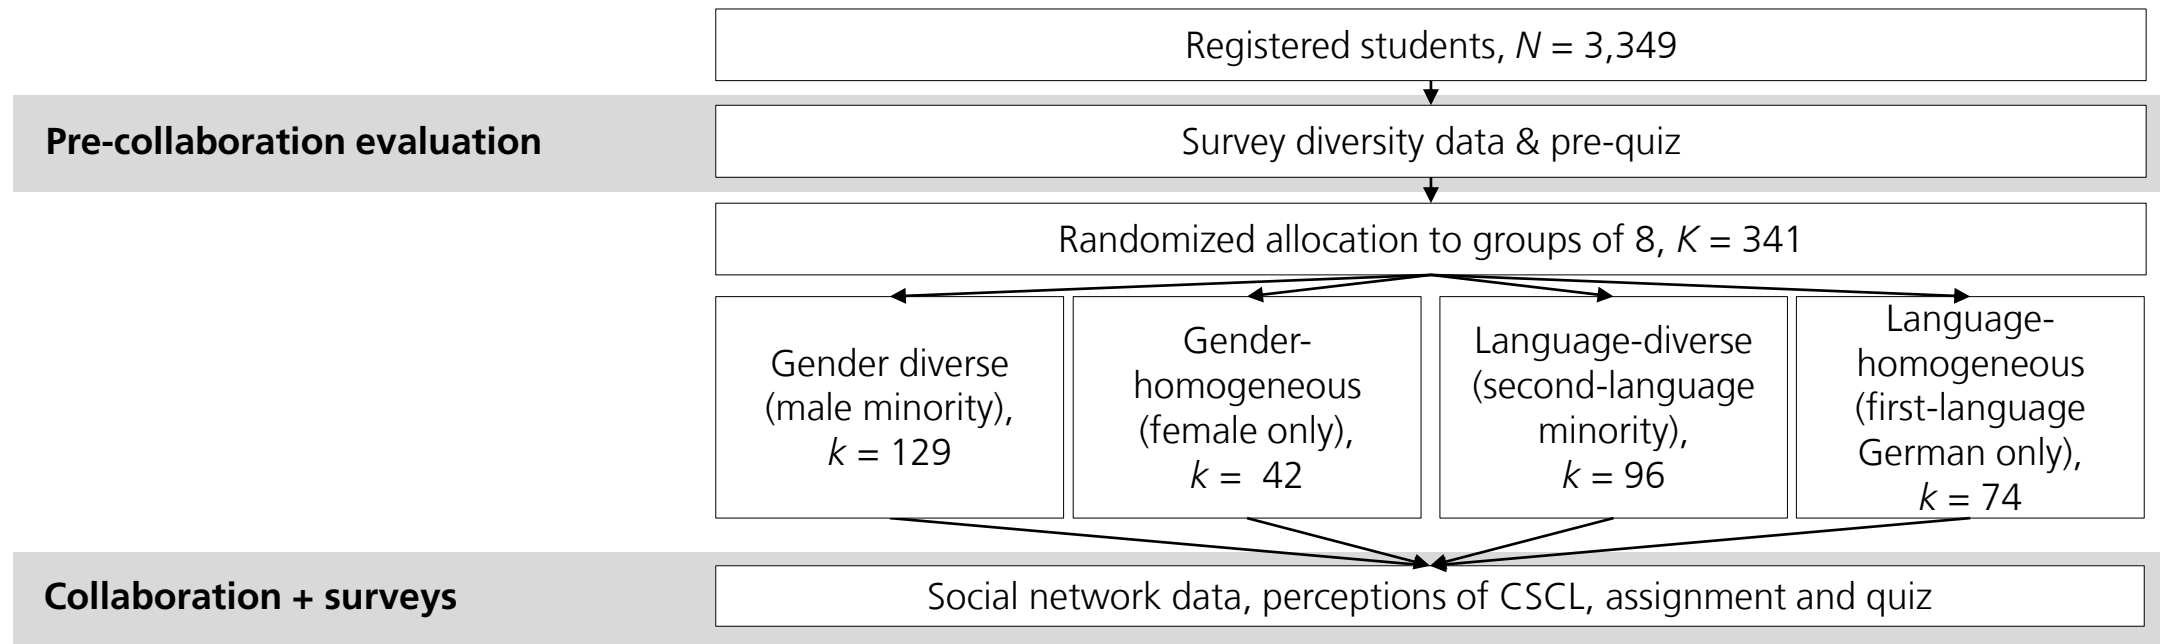 Registered students, N = 3,349
Pre-collaboration evaluation
Survey diversity data & pre-quiz
Randomized allocation to groups of 8, K = 341
Gender diverse
(male minority),
k = 129
Gender-
homogeneous
(female only),
k = 42
Language-diverse
(second-language
minority),
k = 96
Language-
homogeneous
(first-language
German only),
k = 74
Collaboration + surveys
Social network data, perceptions of CSCL, assignment and quiz